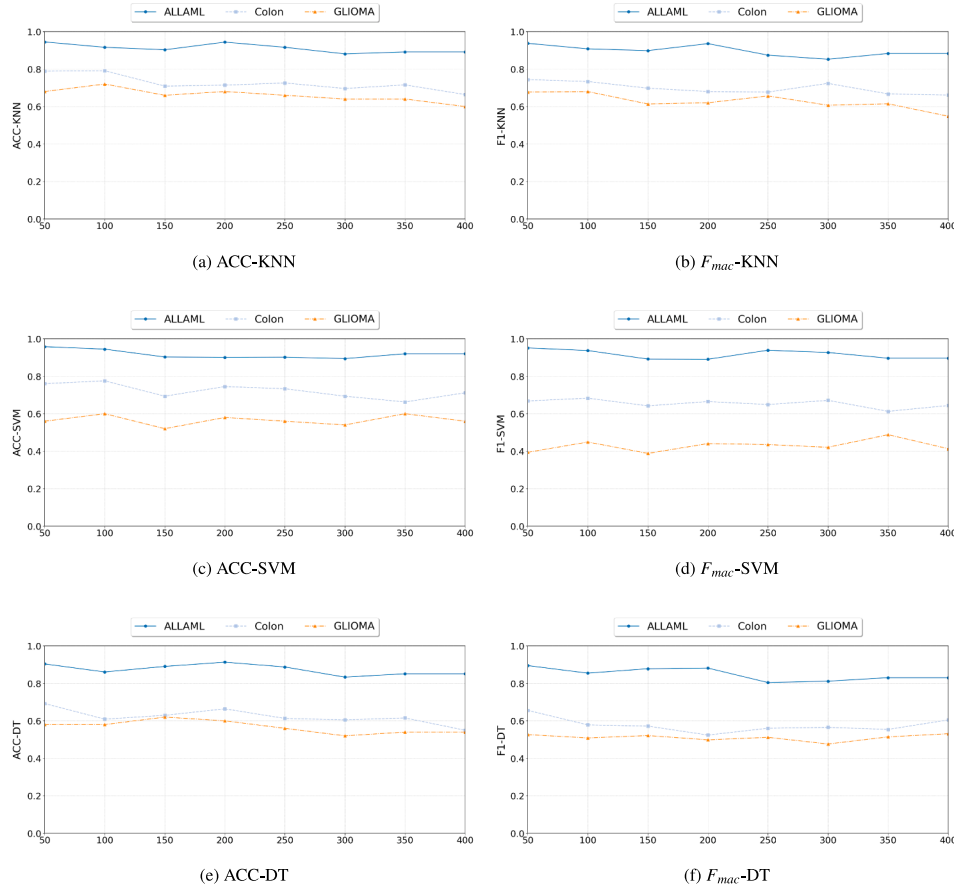 ALLAML Colon GLIOMA
ALLAML Colon GLIOMA
1.0
0.8
0.6
0.4
0.2
0.0
ACC-KNN
50 100 150 200 250 300 350 400
1.0
0.8
0.6
0.4
0.2
0.0
F1-KNN
50 100 150 200 250 300 350 400
(a) ACC-KNN
(b) Fmac-KNN
ALLAML Colon GLIOMA
ALLAML Colon GLIOMA
1.0
0.8
0.6
0.4
0.2
0.0
ACC-SVM
50 100 150 200 250 300 350 400
1.0
0.8
0.6
0.4
0.2
0.0
F1-SVM
50 100 150 200 250 300 350 400
(c) ACC-SVM
(d) Fmac-SVM
ALLAML Colon GLIOMA
ALLAML Colon GLIOMA
1.0
0.8
0.6
0.4
0.2
0.0
ACC-DT
50 100 150 200 250 300 350 400
1.0
0.8
0.6
0.4
0.2
0.0
F1-DT
50 100 150 200 250 300 350 400
(e) ACC-DT
(f) Fmac-DT